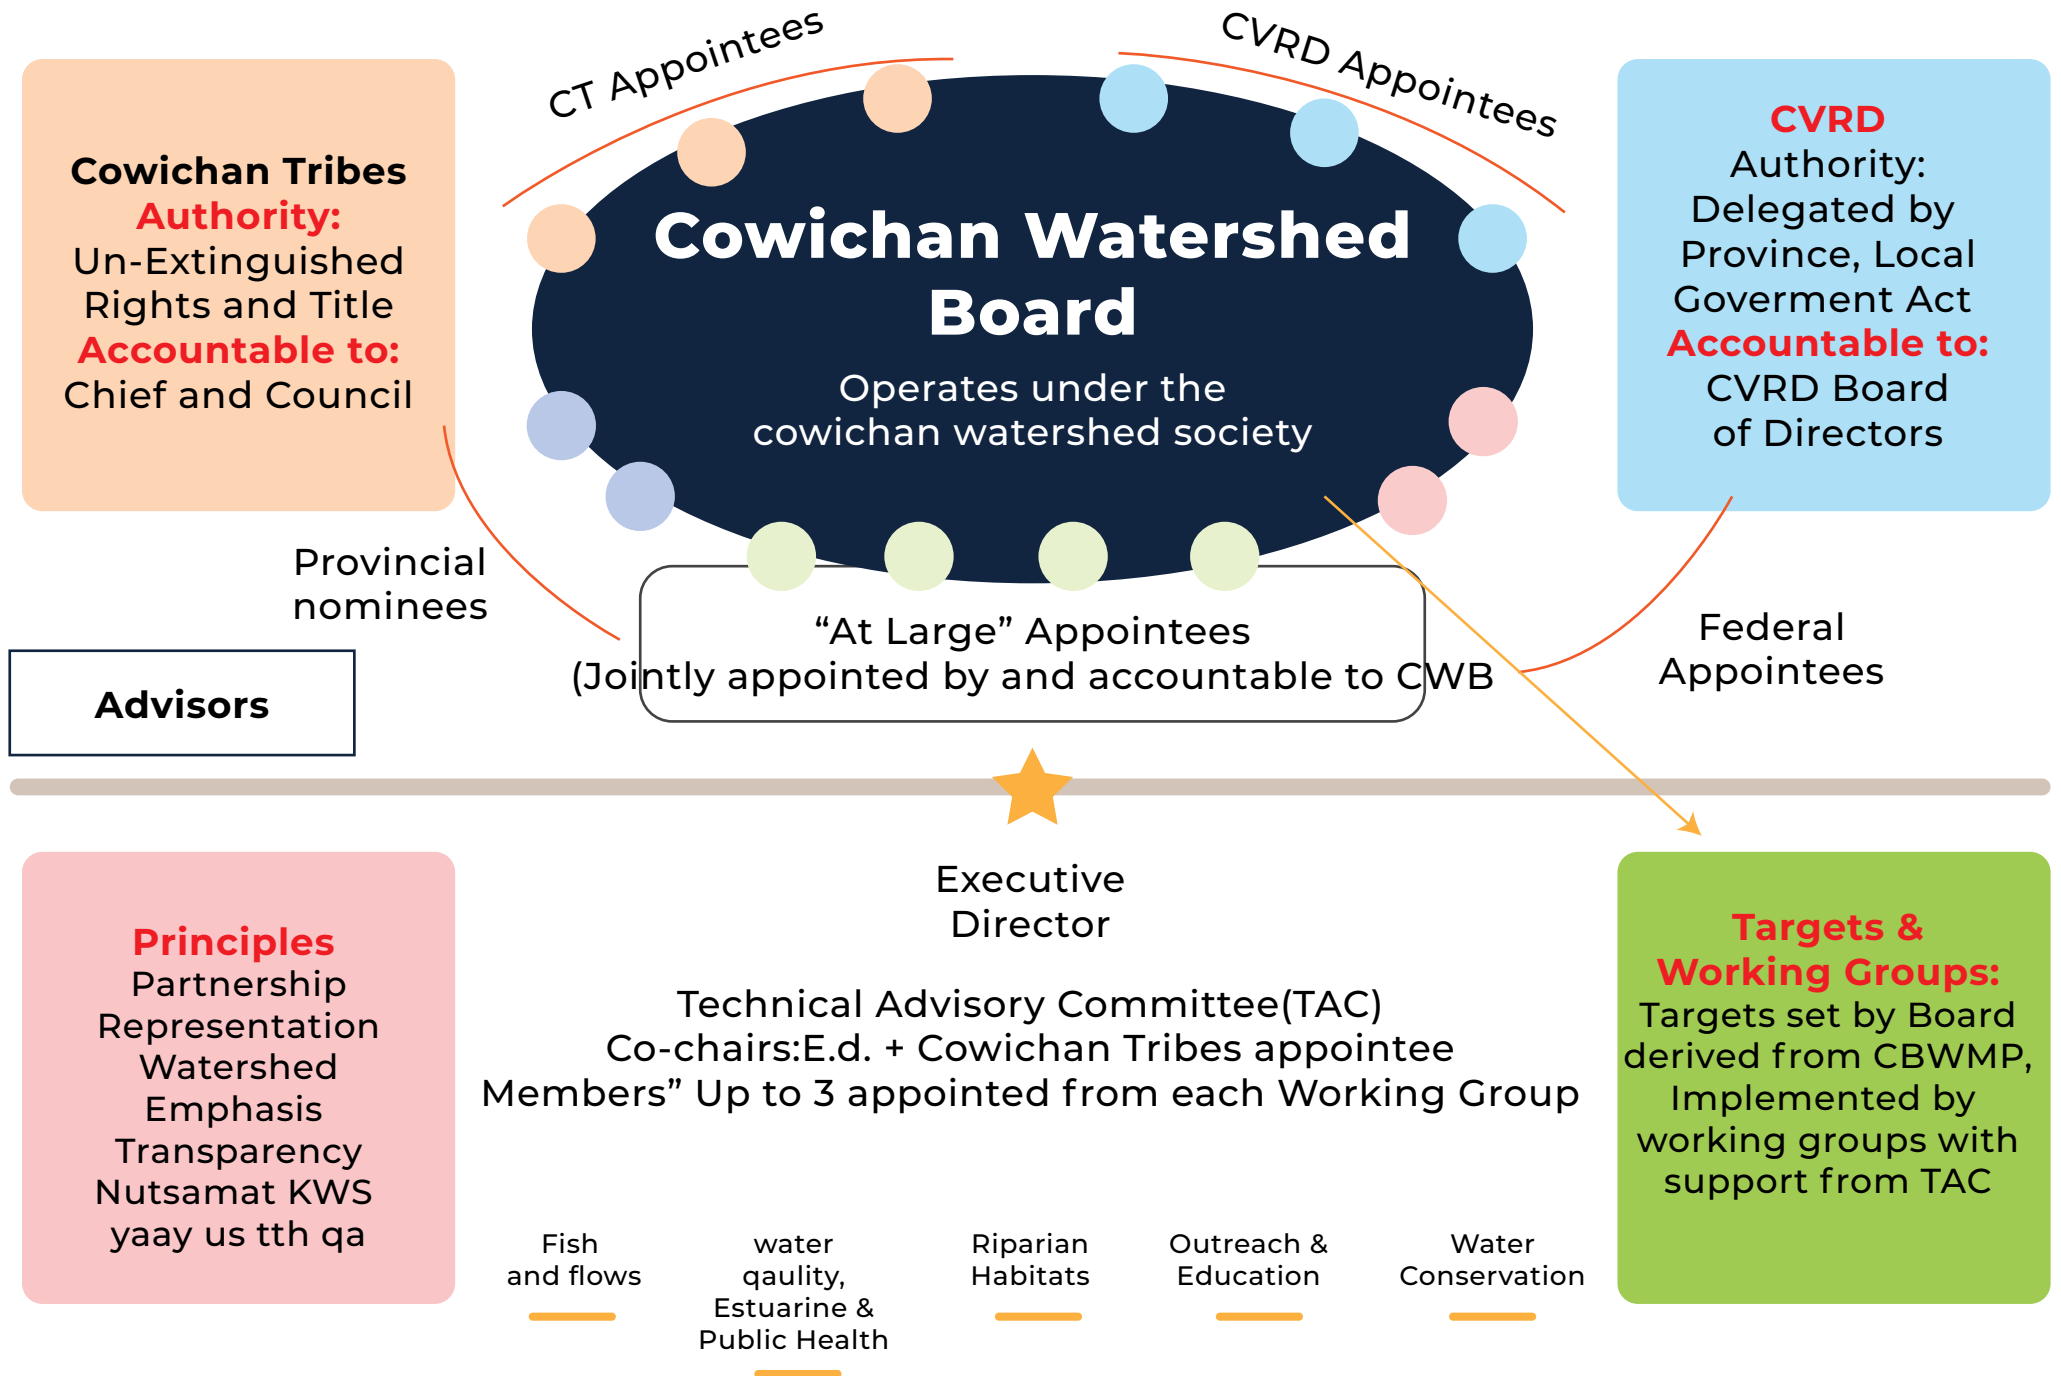 CT Appointees
CVRD Appointees
Cowichan Tribes
Authority:
Un-Extinguished
Rights and Title
Accountable to:
Chief and Council
Cowichan Watershed
Board
Operates under the
cowichan watershed society
CVRD
Authority:
Delegated by
Province, Local
Goverment Act
Accountable to:
CVRD Board
of Directors
Provincial
nominees
“At Large” Appointees
(Jointly appointed by and accountable to CWB
Federal
Appointees
Advisors
Executive
Director
Principles
Partnership
Representation
Watershed
Emphasis
Transparency
Nutsamat KWS
yaay us tth qa
Technical Advisory Committee(TAC)
Co-chairs:E.d. + Cowichan Tribes appointee
Members” Up to 3 appointed from each Working Group
Fish
and flows
water
qaulity,
Estuarine &
Public Health
Riparian
Habitats
Outreach &
Education
Water
Conservation
Targets &
Working Groups:
Targets set by Board
derived from CBWMP,
Implemented by
working groups with
support from TAC